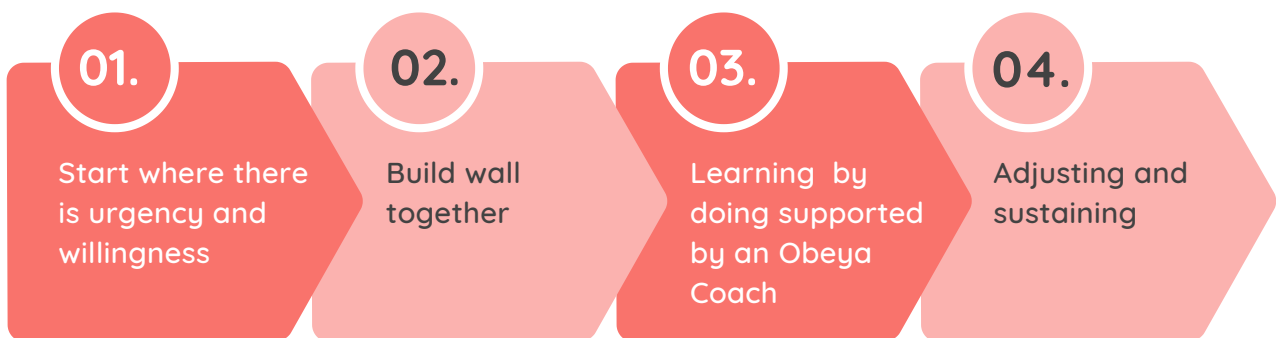 01.
Start where there
is urgency and
willingness
02.
Build wall
together
03.
Learning  by
doing supported
by an Obeya
Coach
04.
Adjusting and
sustaining